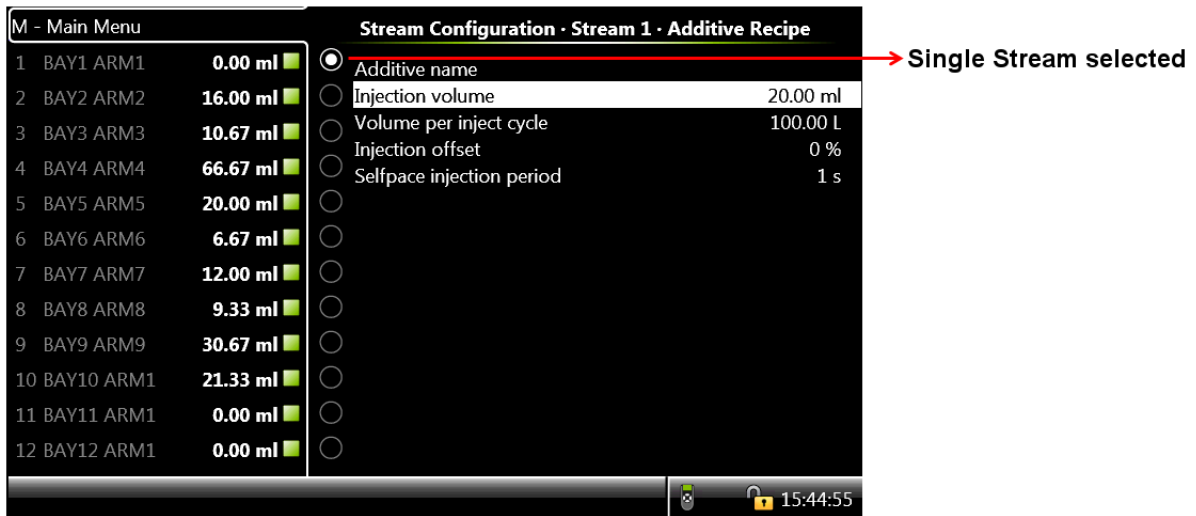 M - Main Menu
Stream Configuration · Stream 1 · Additive Recipe
1 BAY1 ARM1 0.00 ml
2 BAY2 ARM2 16.00 ml
3 BAY3 ARM3 10.67 ml
4 BAY4 ARM4 66.67 ml
5 BAY5 ARM5 20.00 ml
6 BAY6 ARM6 6.67 ml
7 BAY7 ARM7 12.00 ml
8 BAY8 ARM8 9.33 ml
9 BAY9 ARM9 30.67 ml
10 BAY10 ARM1 21.33 ml
11 BAY11 ARM1 0.00 ml
12 BAY12 ARM1 0.00 ml
Additive name
Injection volume 20.00 ml
Volume per inject cycle 100.00 L
Injection offset 0 %
Selfpace injection period 1 s
Single Stream selected
15:44:55